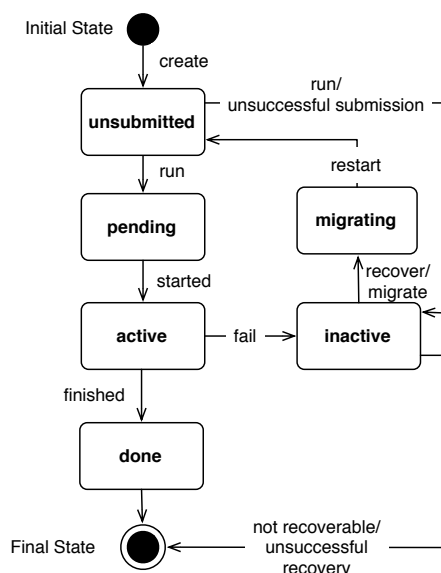 Initial State
create
run/
unsuccessful submission
unsubmitted
restart
run
pending
migrating
recover/
migrate
started
active
fail
inactive
finished
done
Final State
not recoverable/
unsuccessful
recovery